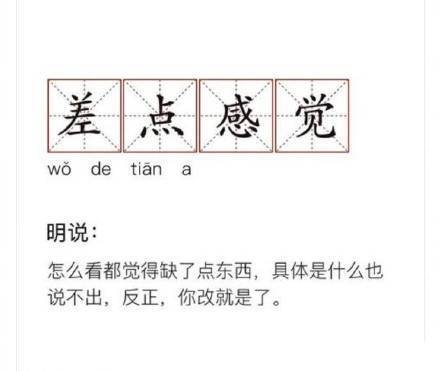 差点感觉
wǒ de tiān a
明说：
怎么看都觉得缺了点东西，具体是什么也
说不出，反正，你改就是了。